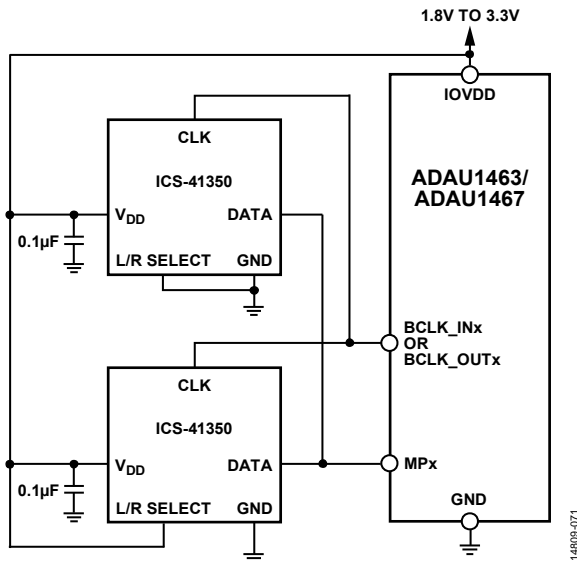 1.8V TO 3.3V
IOVDD
ADAU1463/
ADAU1467
CLK
ICS-41350
VDD
DATA
0.1µF
L/R SELECT
GND
BCLK_INx
OR
BCLK_OUTx
CLK
ICS-41350
VDD
DATA
MPx
0.1µF
L/R SELECT
GND
GND
14809-071